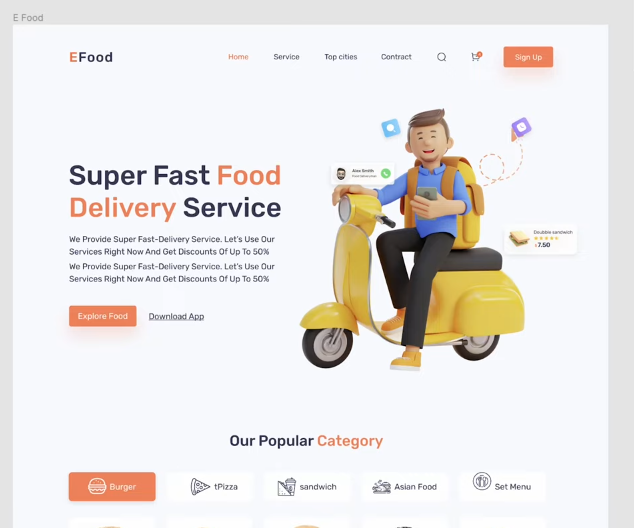 E Food
EFood
Home Service Top cities Contract Sign Up
Super Fast Food
Delivery Service
We Provide Super Fast-Delivery Service. Let's Use Our
Services Right Now And Get Discounts Of Up To 50%
We Provide Super Fast-Delivery Service. Let's Use Our
Services Right Now And Get Discounts Of Up To 50%
Explore Food Download App
Alex Smith
Food deliveryman
Doubble sandwich
$7.50
Our Popular Category
Burger tPizza sandwich Asian Food Set Menu